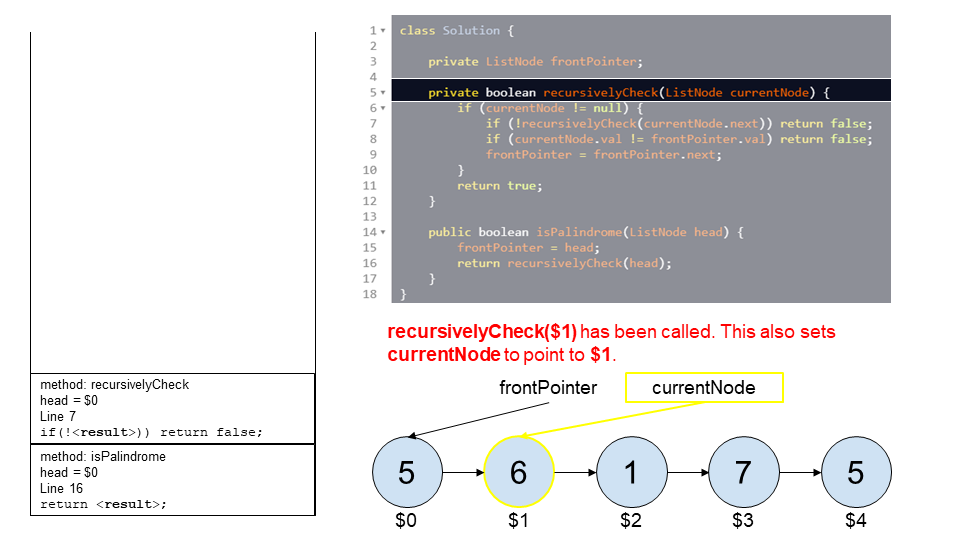 1 class Solution {
2
3 private ListNode frontPointer;
4
5 private boolean recursivelyCheck(ListNode currentNode) {
6 if (currentNode != null) {
7 if (!recursivelyCheck(currentNode.next)) return false;
8 if (currentNode.val != frontPointer.val) return false;
9 frontPointer = frontPointer.next;
10 }
11 return true;
12 }
13
14 public boolean isPalindrome(ListNode head) {
15 frontPointer = head;
16 return recursivelyCheck(head);
17 }
18 }
recursivelyCheck($1) has been called. This also sets
currentNode to point to $1.
method: recursivelyCheck
head = $0
Line 7
if(!<result>)) return false;
method: isPalindrome
head = $0
Line 16
return <result>;
frontPointer currentNode
5 6 1 7 5
$0 $1 $2 $3 $4